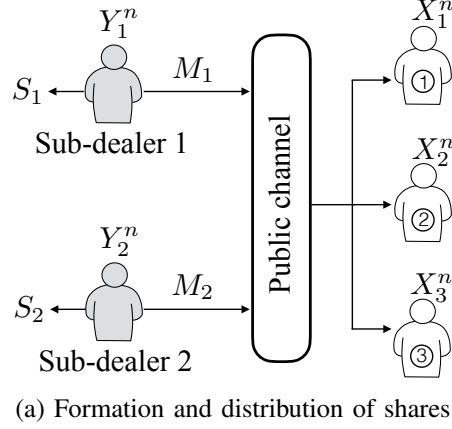 Y_1^n
X_1^n
S_1
M_1
①
Sub-dealer 1
Public channel
X_2^n
②
Y_2^n
X_3^n
S_2
M_2
③
Sub-dealer 2
(a) Formation and distribution of shares